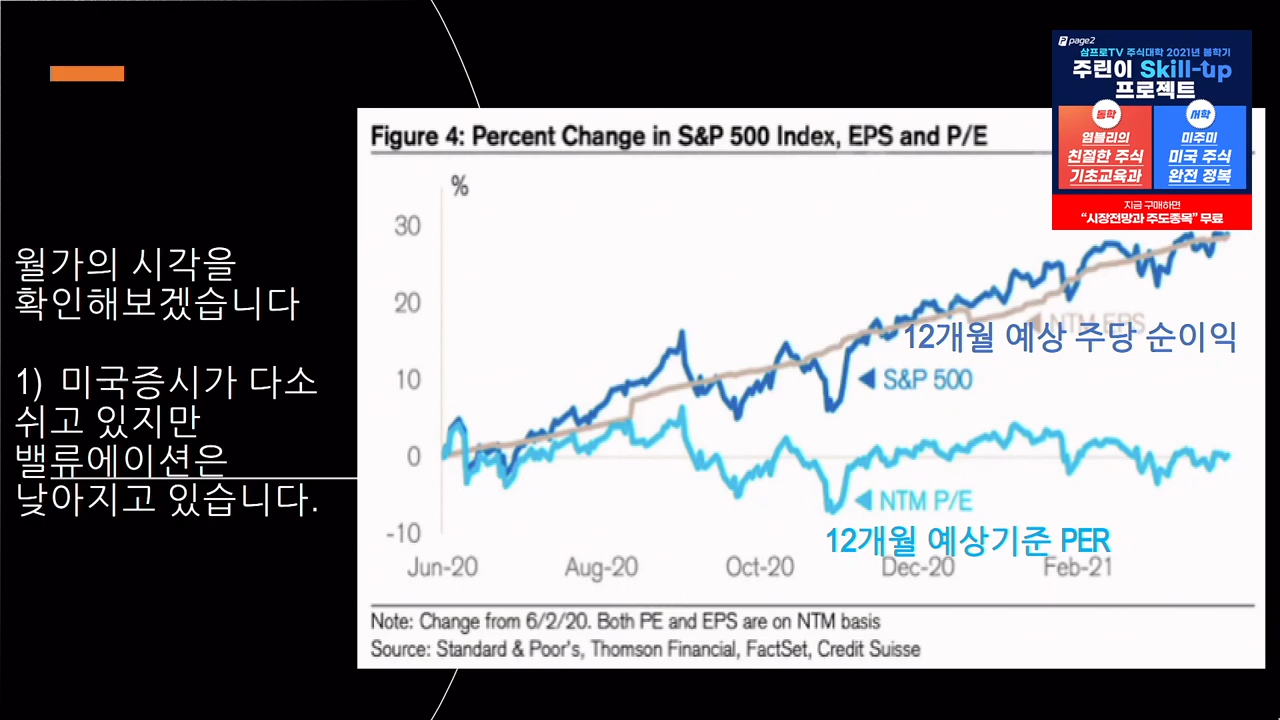 page2
삼프로TV 주식대학 2021년 봄학기
주린이 Skill-up
프로젝트
동학
염블리의
친절한 주식
기초교육과
서학
미주미
미국 주식
완전 정복
지금 구매하면
“시장전망과 주도종목” 무료
월가의 시각을
확인해보겠습니다
1) 미국증시가 다소
쉬고 있지만
밸류에이션은
낮아지고 있습니다.
Figure 4: Percent Change in S&P 500 Index, EPS and P/E
%
30
20
10
0
-10
NTM EPS
12개월 예상 주당 순이익
S&P 500
NTM P/E
12개월 예상기준 PER
Jun-20 Aug-20 Oct-20 Dec-20 Feb-21
Note: Change from 6/2/20. Both PE and EPS are on NTM basis
Source: Standard & Poor's, Thomson Financial, FactSet, Credit Suisse